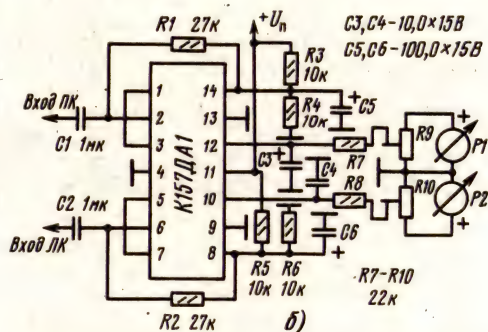 R1 27к
+Uп
C3,C4-10,0×15В
C5,C6-100,0×15В
R3
10к
R4
10к
C5
Вход ПК
C1 1мк
1
2
3
4
5
6
7
К157ДА1
14
13
12
11
10
9
8
C3
C4
R7
R8
R9
R10
P1
P2
C2 1мк
Вход ЛК
R5
10к
R6
10к
C6
R7-R10
22к
R2 27к
б)